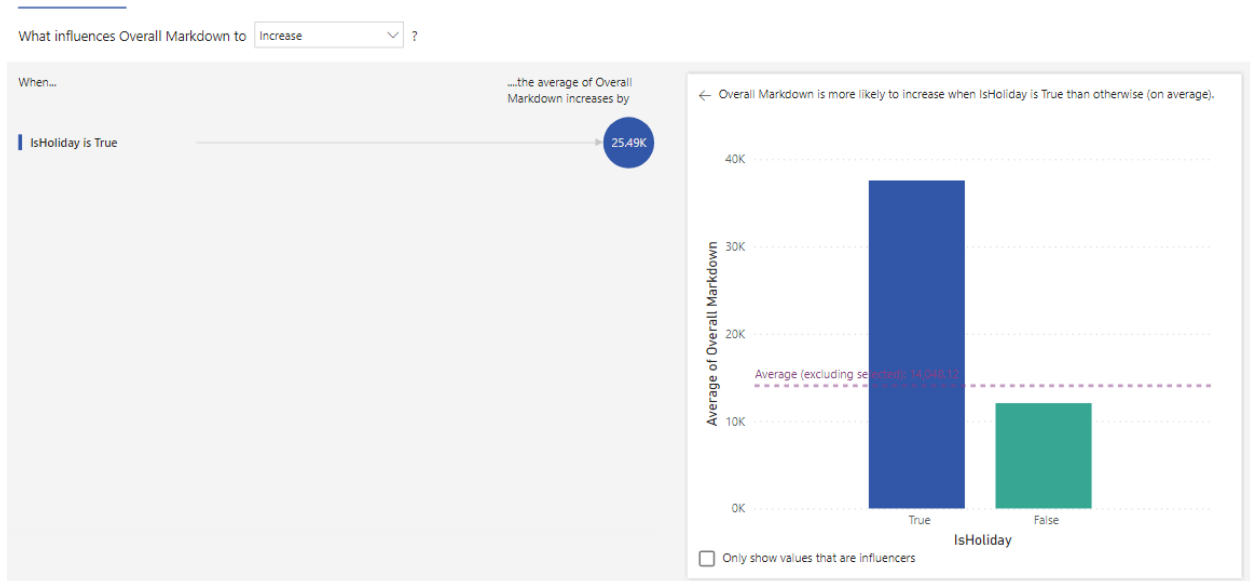 What influences Overall Markdown to Increase ?
When...
....the average of Overall
Markdown increases by
IsHoliday is True
25.49K
← Overall Markdown is more likely to increase when IsHoliday is True than otherwise (on average).
40K
30K
20K
10K
0K
Average of Overall Markdown
Average (excluding selected): 14,048.12
True
False
IsHoliday
Only show values that are influencers